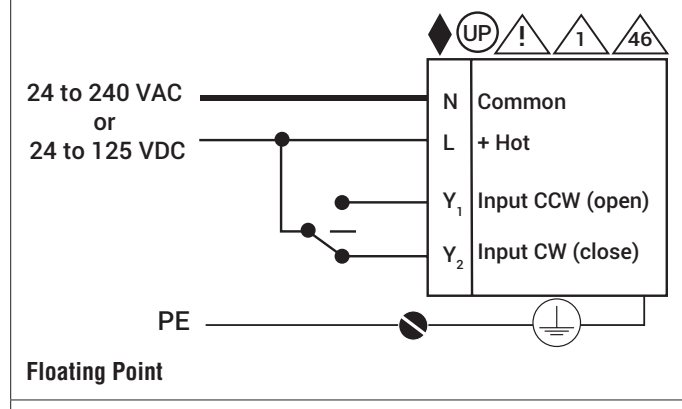 UP ! 1 46
24 to 240 VAC
or
24 to 125 VDC
N Common
L + Hot
Y₁ Input CCW (open)
Y₂ Input CW (close)
PE
Floating Point